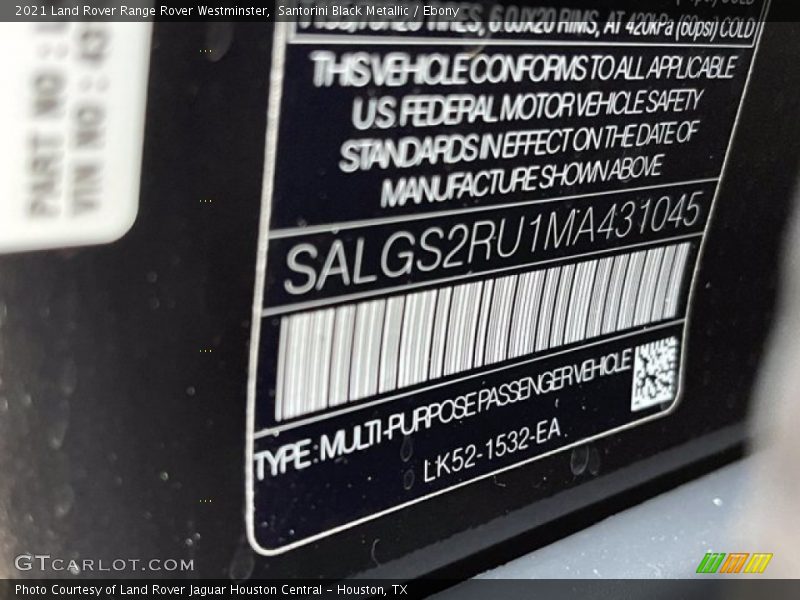 2021 Land Rover Range Rover Westminster, Santorini Black Metallic / Ebony
RIMS, AT 420kPa (60psi) COLD
THIS VEHICLE CONFORMS TO ALL APPLICABLE
U.S. FEDERAL MOTOR VEHICLE SAFETY
STANDARDS IN EFFECT ON THE DATE OF
MANUFACTURE SHOWN ABOVE
SALGS2RU1MA431045
TYPE: MULTI-PURPOSE PASSENGER VEHICLE
LK52-1532-EA
PART NO :
VIN NO :
GTCARLOT.COM
Photo Courtesy of Land Rover Jaguar Houston Central - Houston, TX